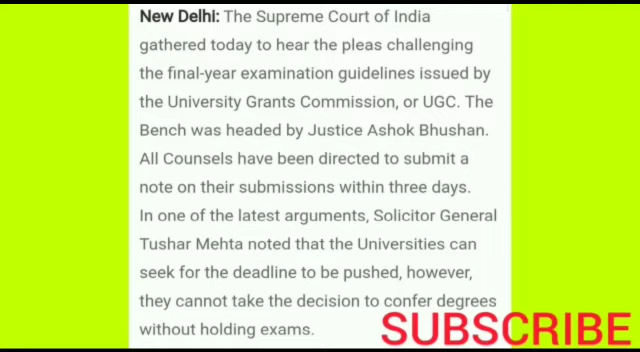 New Delhi: The Supreme Court of India
gathered today to hear the pleas challenging
the final-year examination guidelines issued by
the University Grants Commission, or UGC. The
Bench was headed by Justice Ashok Bhushan.
All Counsels have been directed to submit a
note on their submissions within three days.
In one of the latest arguments, Solicitor General
Tushar Mehta noted that the Universities can
seek for the deadline to be pushed, however,
they cannot take the decision to confer degrees
without holding exams.
SUBSCRIBE